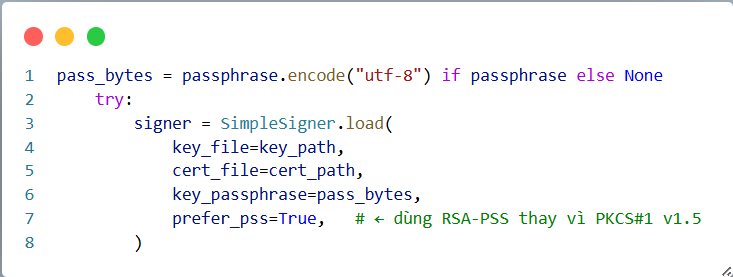 1 pass_bytes = passphrase.encode("utf-8") if passphrase else None
2     try:
3         signer = SimpleSigner.load(
4             key_file=key_path,
5             cert_file=cert_path,
6             key_passphrase=pass_bytes,
7             prefer_pss=True,   # ← dùng RSA-PSS thay vì PKCS#1 v1.5
8         )